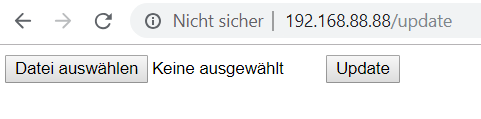 Nicht sicher | 192.168.88.88/update
Datei auswählen Keine ausgewählt Update